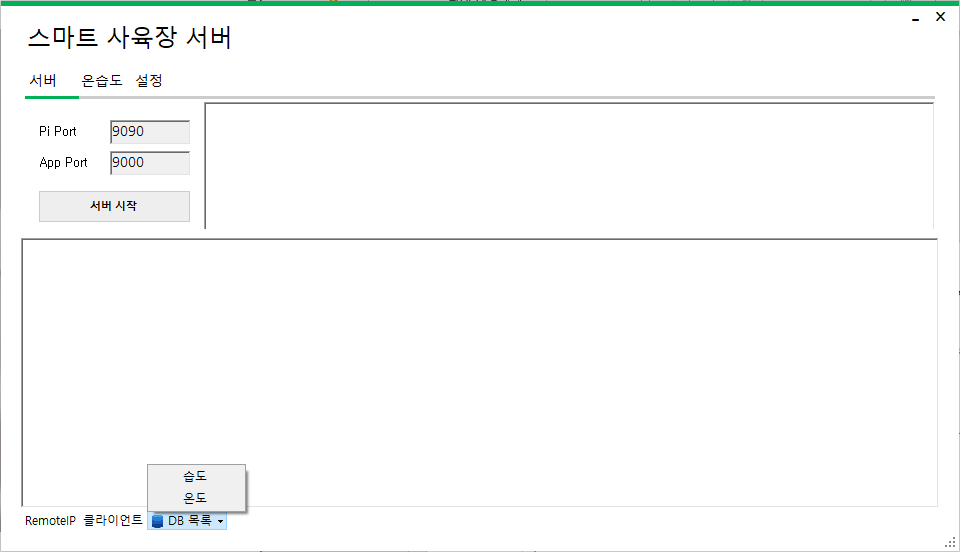 스마트 사육장 서버
서버 온습도 설정
Pi Port 9090
App Port 9000
서버 시작
습도
온도
RemoteIP 클라이언트 DB 목록